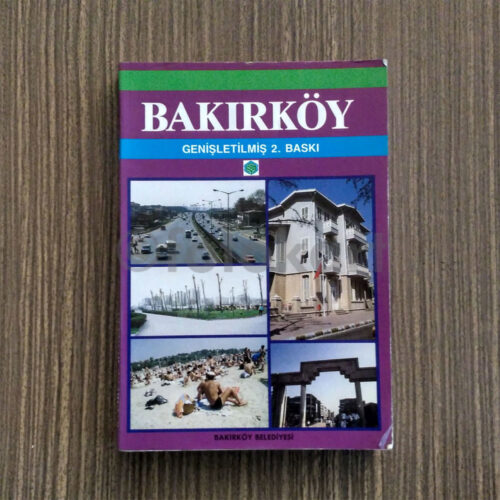 BAKIRKÖY
GENİŞLETİLMİŞ 2. BASKI
BAKIRKÖY BELEDİYESİ